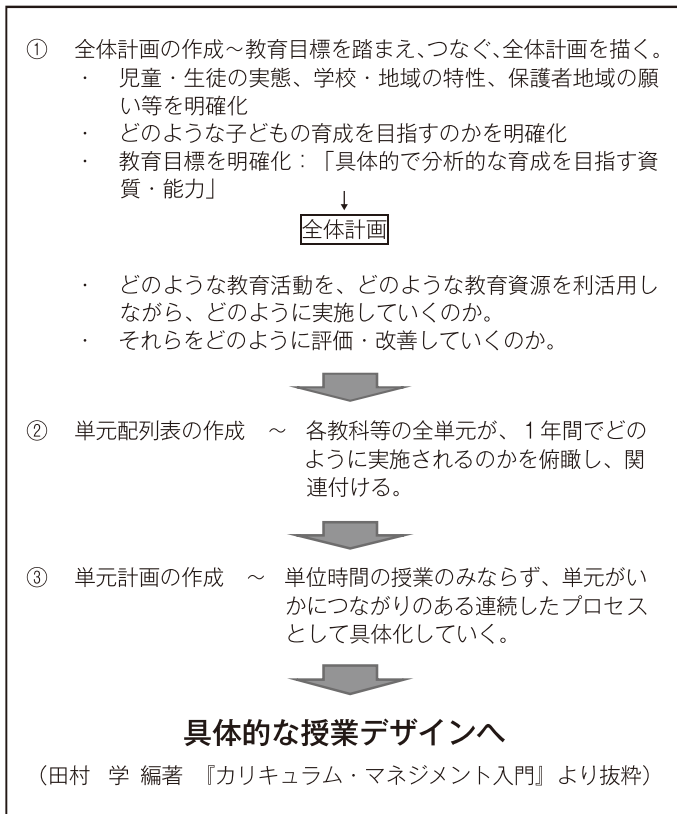 ① 全体計画の作成～教育目標を踏まえ、つなぐ、全体計画を描く。
・ 児童・生徒の実態、学校・地域の特性、保護者地域の願
い等を明確化
・ どのような子どもの育成を目指すのかを明確化
・ 教育目標を明確化：「具体的で分析的な育成を目指す資
質・能力」
↓
全体計画
・ どのような教育活動を、どのような教育資源を利活用し
ながら、どのように実施していくのか。
・ それらをどのように評価・改善していくのか。
② 単元配列表の作成 ～ 各教科等の全単元が、1年間でどの
ように実施されるのかを俯瞰し、関
連付ける。
③ 単元計画の作成 ～ 単位時間の授業のみならず、単元がい
かにつながりのある連続したプロセス
として具体化していく。
具体的な授業デザインへ
（田村 学 編著 『カリキュラム・マネジメント入門』より抜粋）